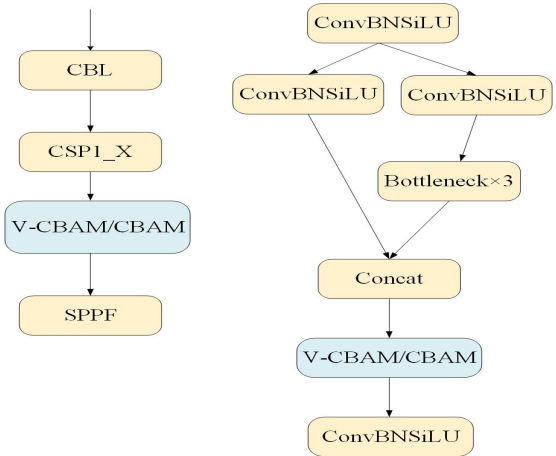 CBL
CSP1_X
V-CBAM/CBAM
SPPF
ConvBNSiLU
ConvBNSiLU
ConvBNSiLU
Bottleneck×3
Concat
V-CBAM/CBAM
ConvBNSiLU